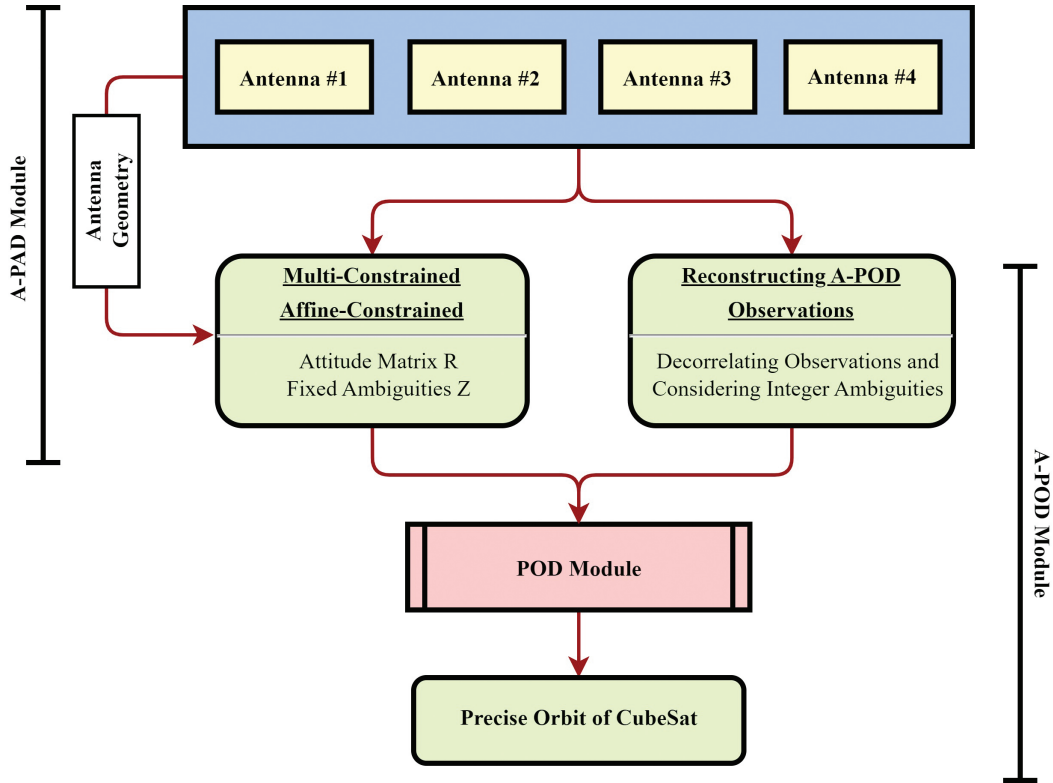 Antenna #1
Antenna #2
Antenna #3
Antenna #4
A-PAD Module
Antenna
Geometry
Multi-Constrained
Affine-Constrained
Attitude Matrix R
Fixed Ambiguities Z
Reconstructing A-POD
Observations
Decorrelating Observations and
Considering Integer Ambiguities
A-POD Module
POD Module
Precise Orbit of CubeSat